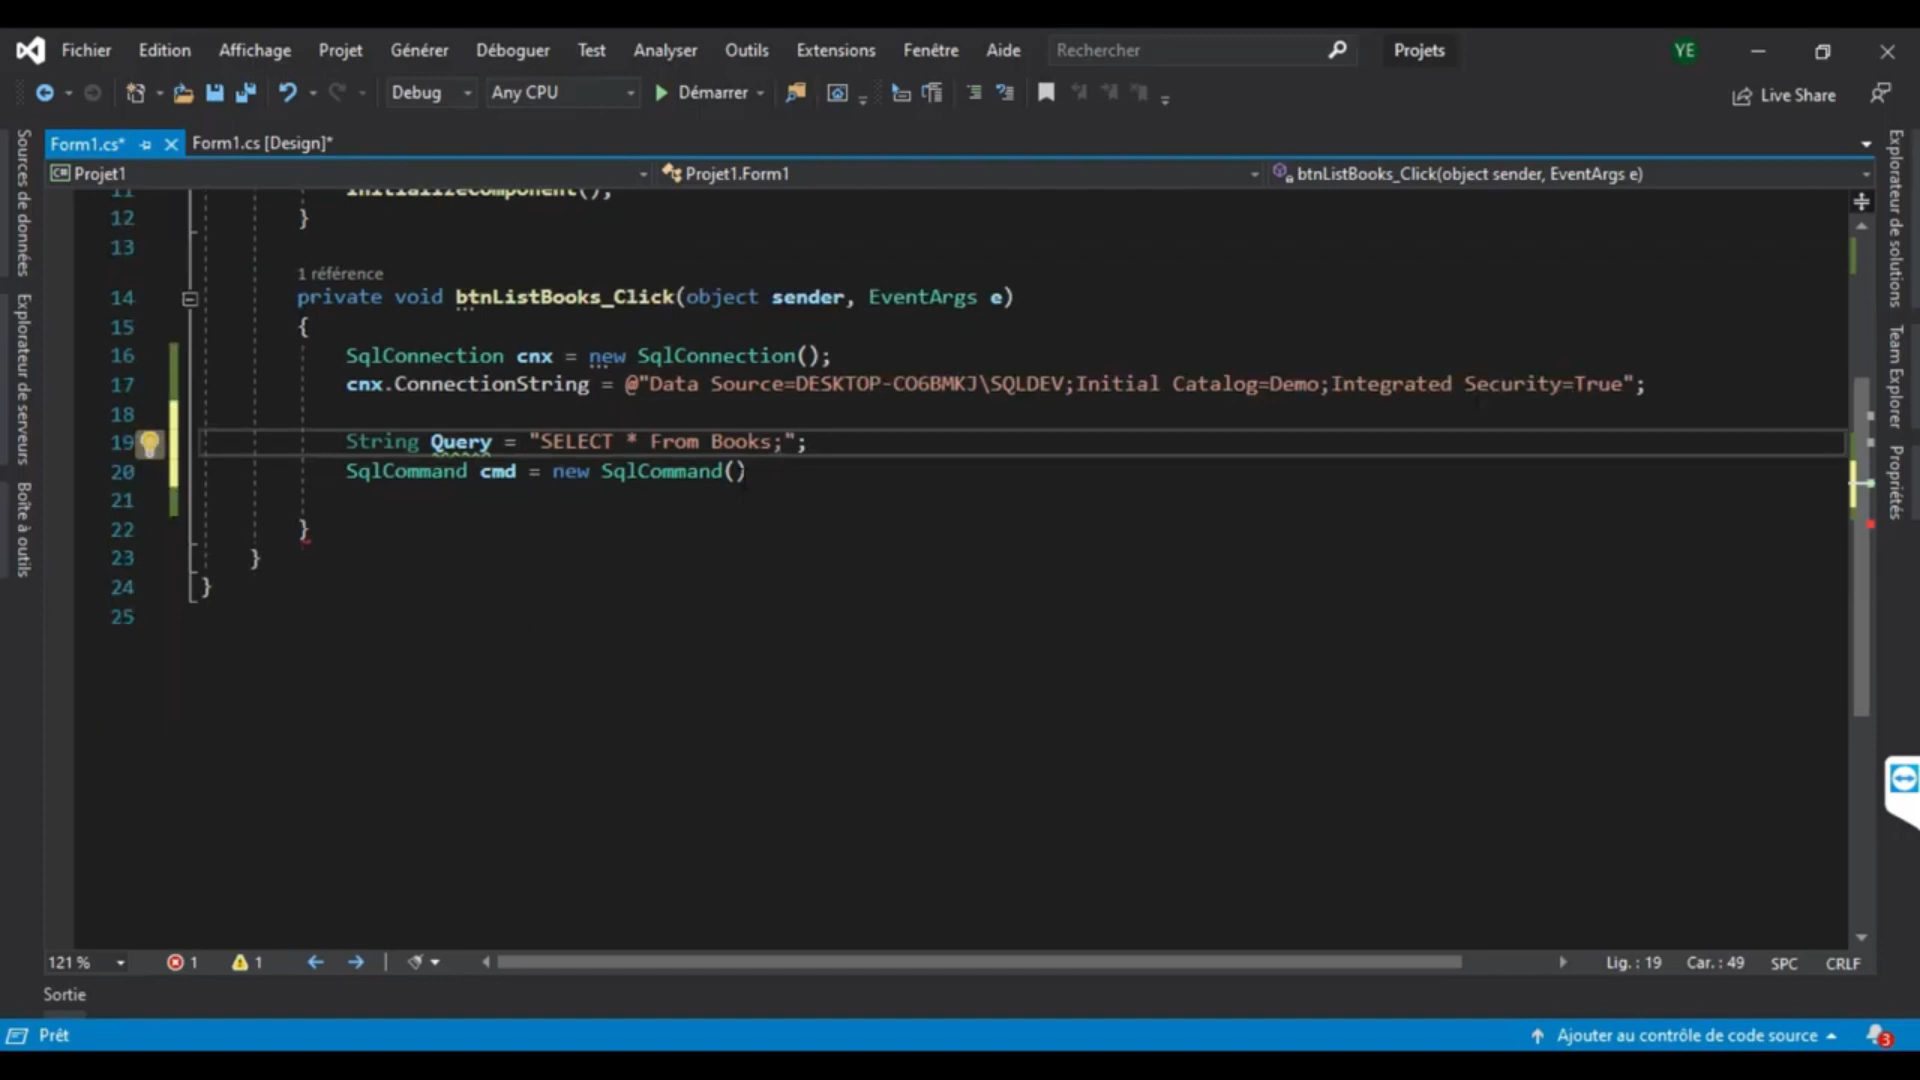 Fichier Edition Affichage Projet Générer Déboguer Test Analyser Outils Extensions Fenêtre Aide Rechercher Projets YE
Debug Any CPU Démarrer Live Share
Form1.cs* Form1.cs [Design]*
C# Projet1 Projet1.Form1 btnListBooks_Click(object sender, EventArgs e)
Sources de données
Explorateur de serveurs
Boîte à outils
11 InitializeComponent();
12 }
13
1 référence
14 private void btnListBooks_Click(object sender, EventArgs e)
15 {
16 SqlConnection cnx = new SqlConnection();
17 cnx.ConnectionString = @"Data Source=DESKTOP-CO6BMKJ\SQLDEV;Initial Catalog=Demo;Integrated Security=True";
18
19 String Query = "SELECT * From Books;";
20 SqlCommand cmd = new SqlCommand()
21
22 }
23 }
24 }
25
Explorateur de solutions
Team Explorer
Propriétés
121 % 1 1 Lig. : 19 Car. : 49 SPC CRLF
Sortie
Prêt Ajouter au contrôle de code source 3